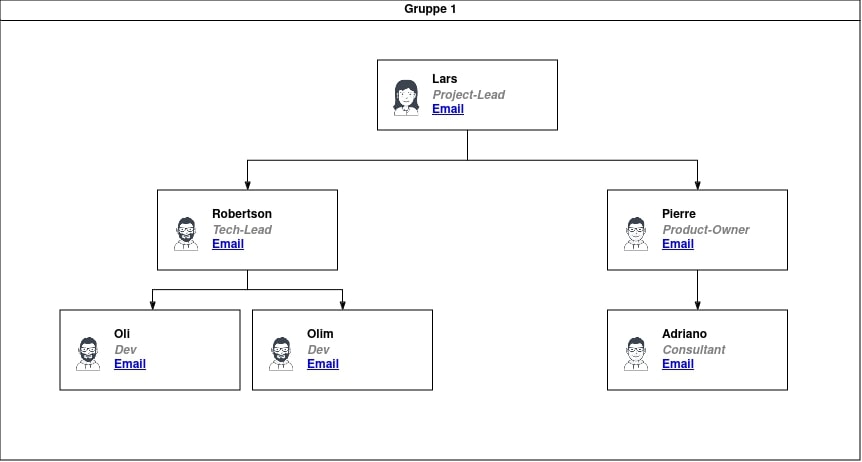 Gruppe 1
Lars
Project-Lead
Email
Robertson
Tech-Lead
Email
Pierre
Product-Owner
Email
Oli
Dev
Email
Olim
Dev
Email
Adriano
Consultant
Email